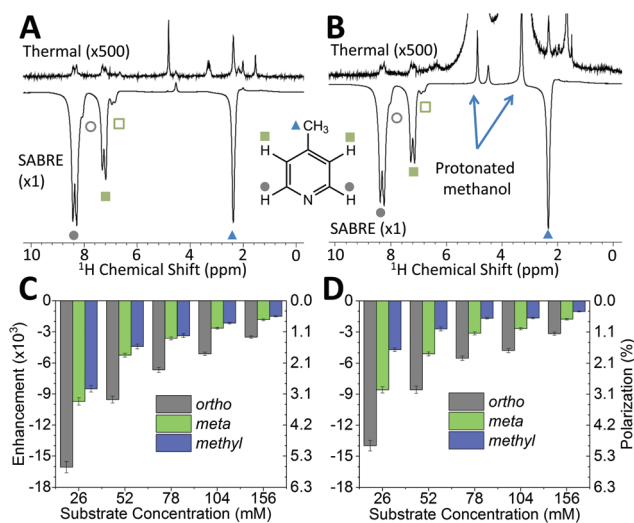 A
Thermal (x500)
SABRE
(x1)
10 8 6 4 2 0
¹H Chemical Shift (ppm)
B
Thermal (x500)
Protonated
methanol
SABRE (x1)
10 8 6 4 2 0
¹H Chemical Shift (ppm)
CH₃
H H
H H
N
C
Enhancement (x10³)
0
-3
-6
-9
-12
-15
-18
0.0
1.1
2.1
3.1
4.2
5.3
6.3
ortho
meta
methyl
26 52 78 104 156
Substrate Concentration (mM)
D
0
-3
-6
-9
-12
-15
-18
0.0
1.1
2.1
3.1
4.2
5.3
6.3
Polarization (%)
ortho
meta
methyl
26 52 78 104 156
Substrate Concentration (mM)